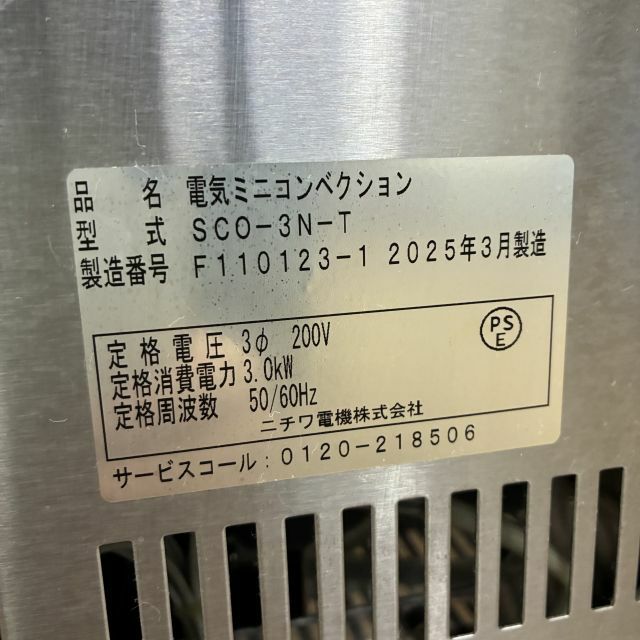 品　名 電気ミニコンベクション
型　式 SCO-3N-T
製造番号 F110123-1 2025年3月製造
定格電圧 3φ 200V
PS
E
定格消費電力 3.0kW
定格周波数 50/60Hz
ニチワ電機株式会社
サービスコール：0120-218506